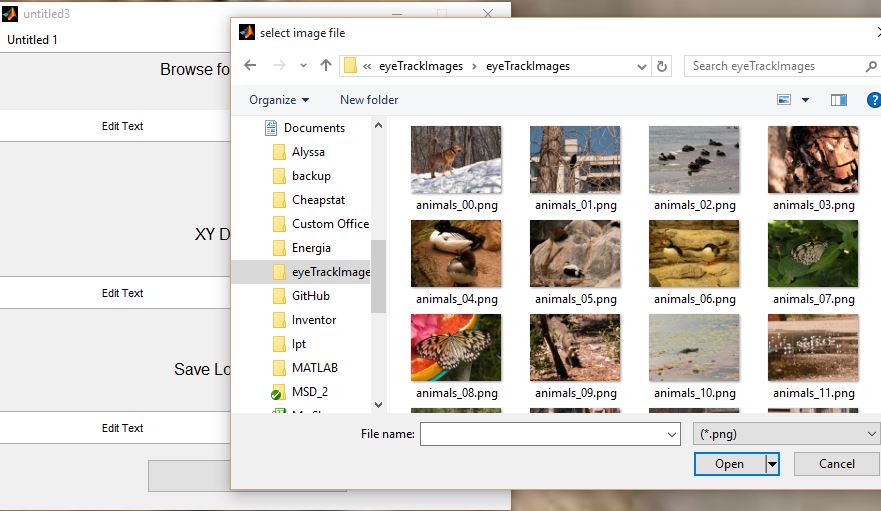 untitled3
Untitled 1
Browse fo
Edit Text
XY D
Edit Text
Save Lo
Edit Text
select image file
« eyeTrackImages > eyeTrackImages
Search eyeTrackImages
Organize
New folder
Documents
Alyssa
backup
Cheapstat
Custom Office
Energia
eyeTrackImage
GitHub
Inventor
lpt
MATLAB
MSD_2
animals_00.png
animals_01.png
animals_02.png
animals_03.png
animals_04.png
animals_05.png
animals_06.png
animals_07.png
animals_08.png
animals_09.png
animals_10.png
animals_11.png
File name:
(*.png)
Open
Cancel